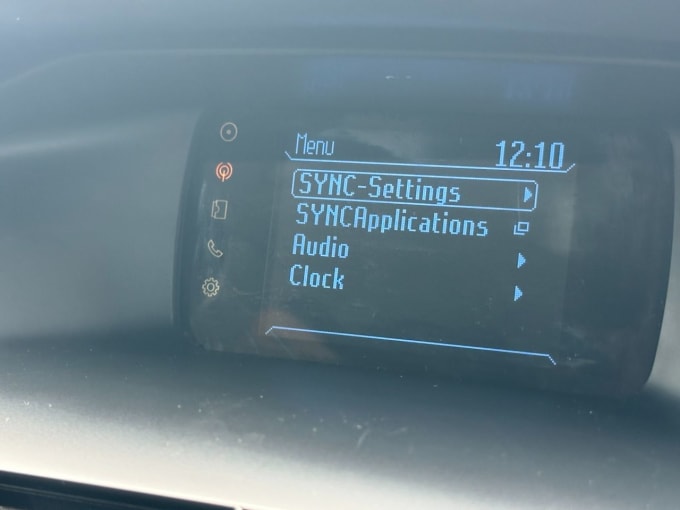 Menu
12:10
SYNC-Settings
SYNCApplications
Audio
Clock